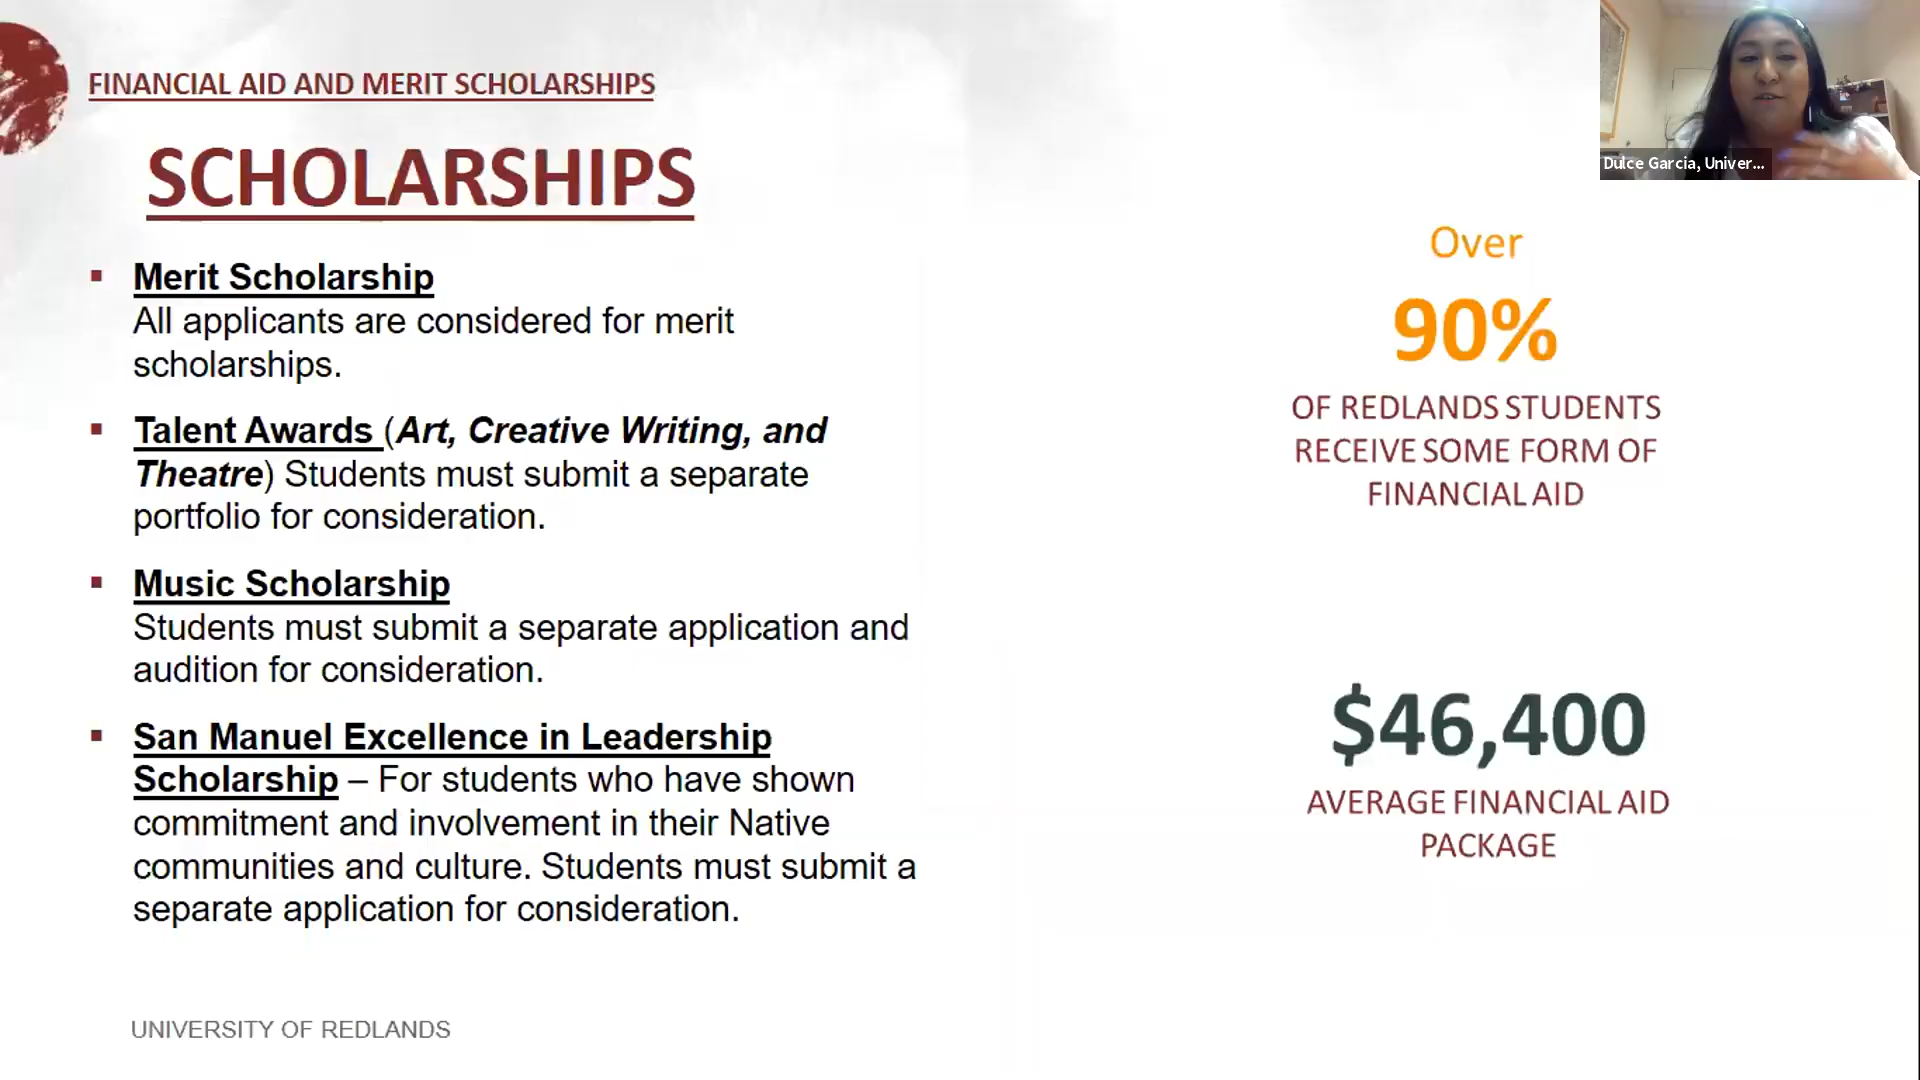 FINANCIAL AID AND MERIT SCHOLARSHIPS
SCHOLARSHIPS
▪ Merit Scholarship
All applicants are considered for merit
scholarships.
▪ Talent Awards (Art, Creative Writing, and
Theatre) Students must submit a separate
portfolio for consideration.
▪ Music Scholarship
Students must submit a separate application and
audition for consideration.
▪ San Manuel Excellence in Leadership
Scholarship – For students who have shown
commitment and involvement in their Native
communities and culture. Students must submit a
separate application for consideration.
UNIVERSITY OF REDLANDS
Dulce Garcia, Univer...
Over
90%
OF REDLANDS STUDENTS
RECEIVE SOME FORM OF
FINANCIAL AID
$46,400
AVERAGE FINANCIAL AID
PACKAGE